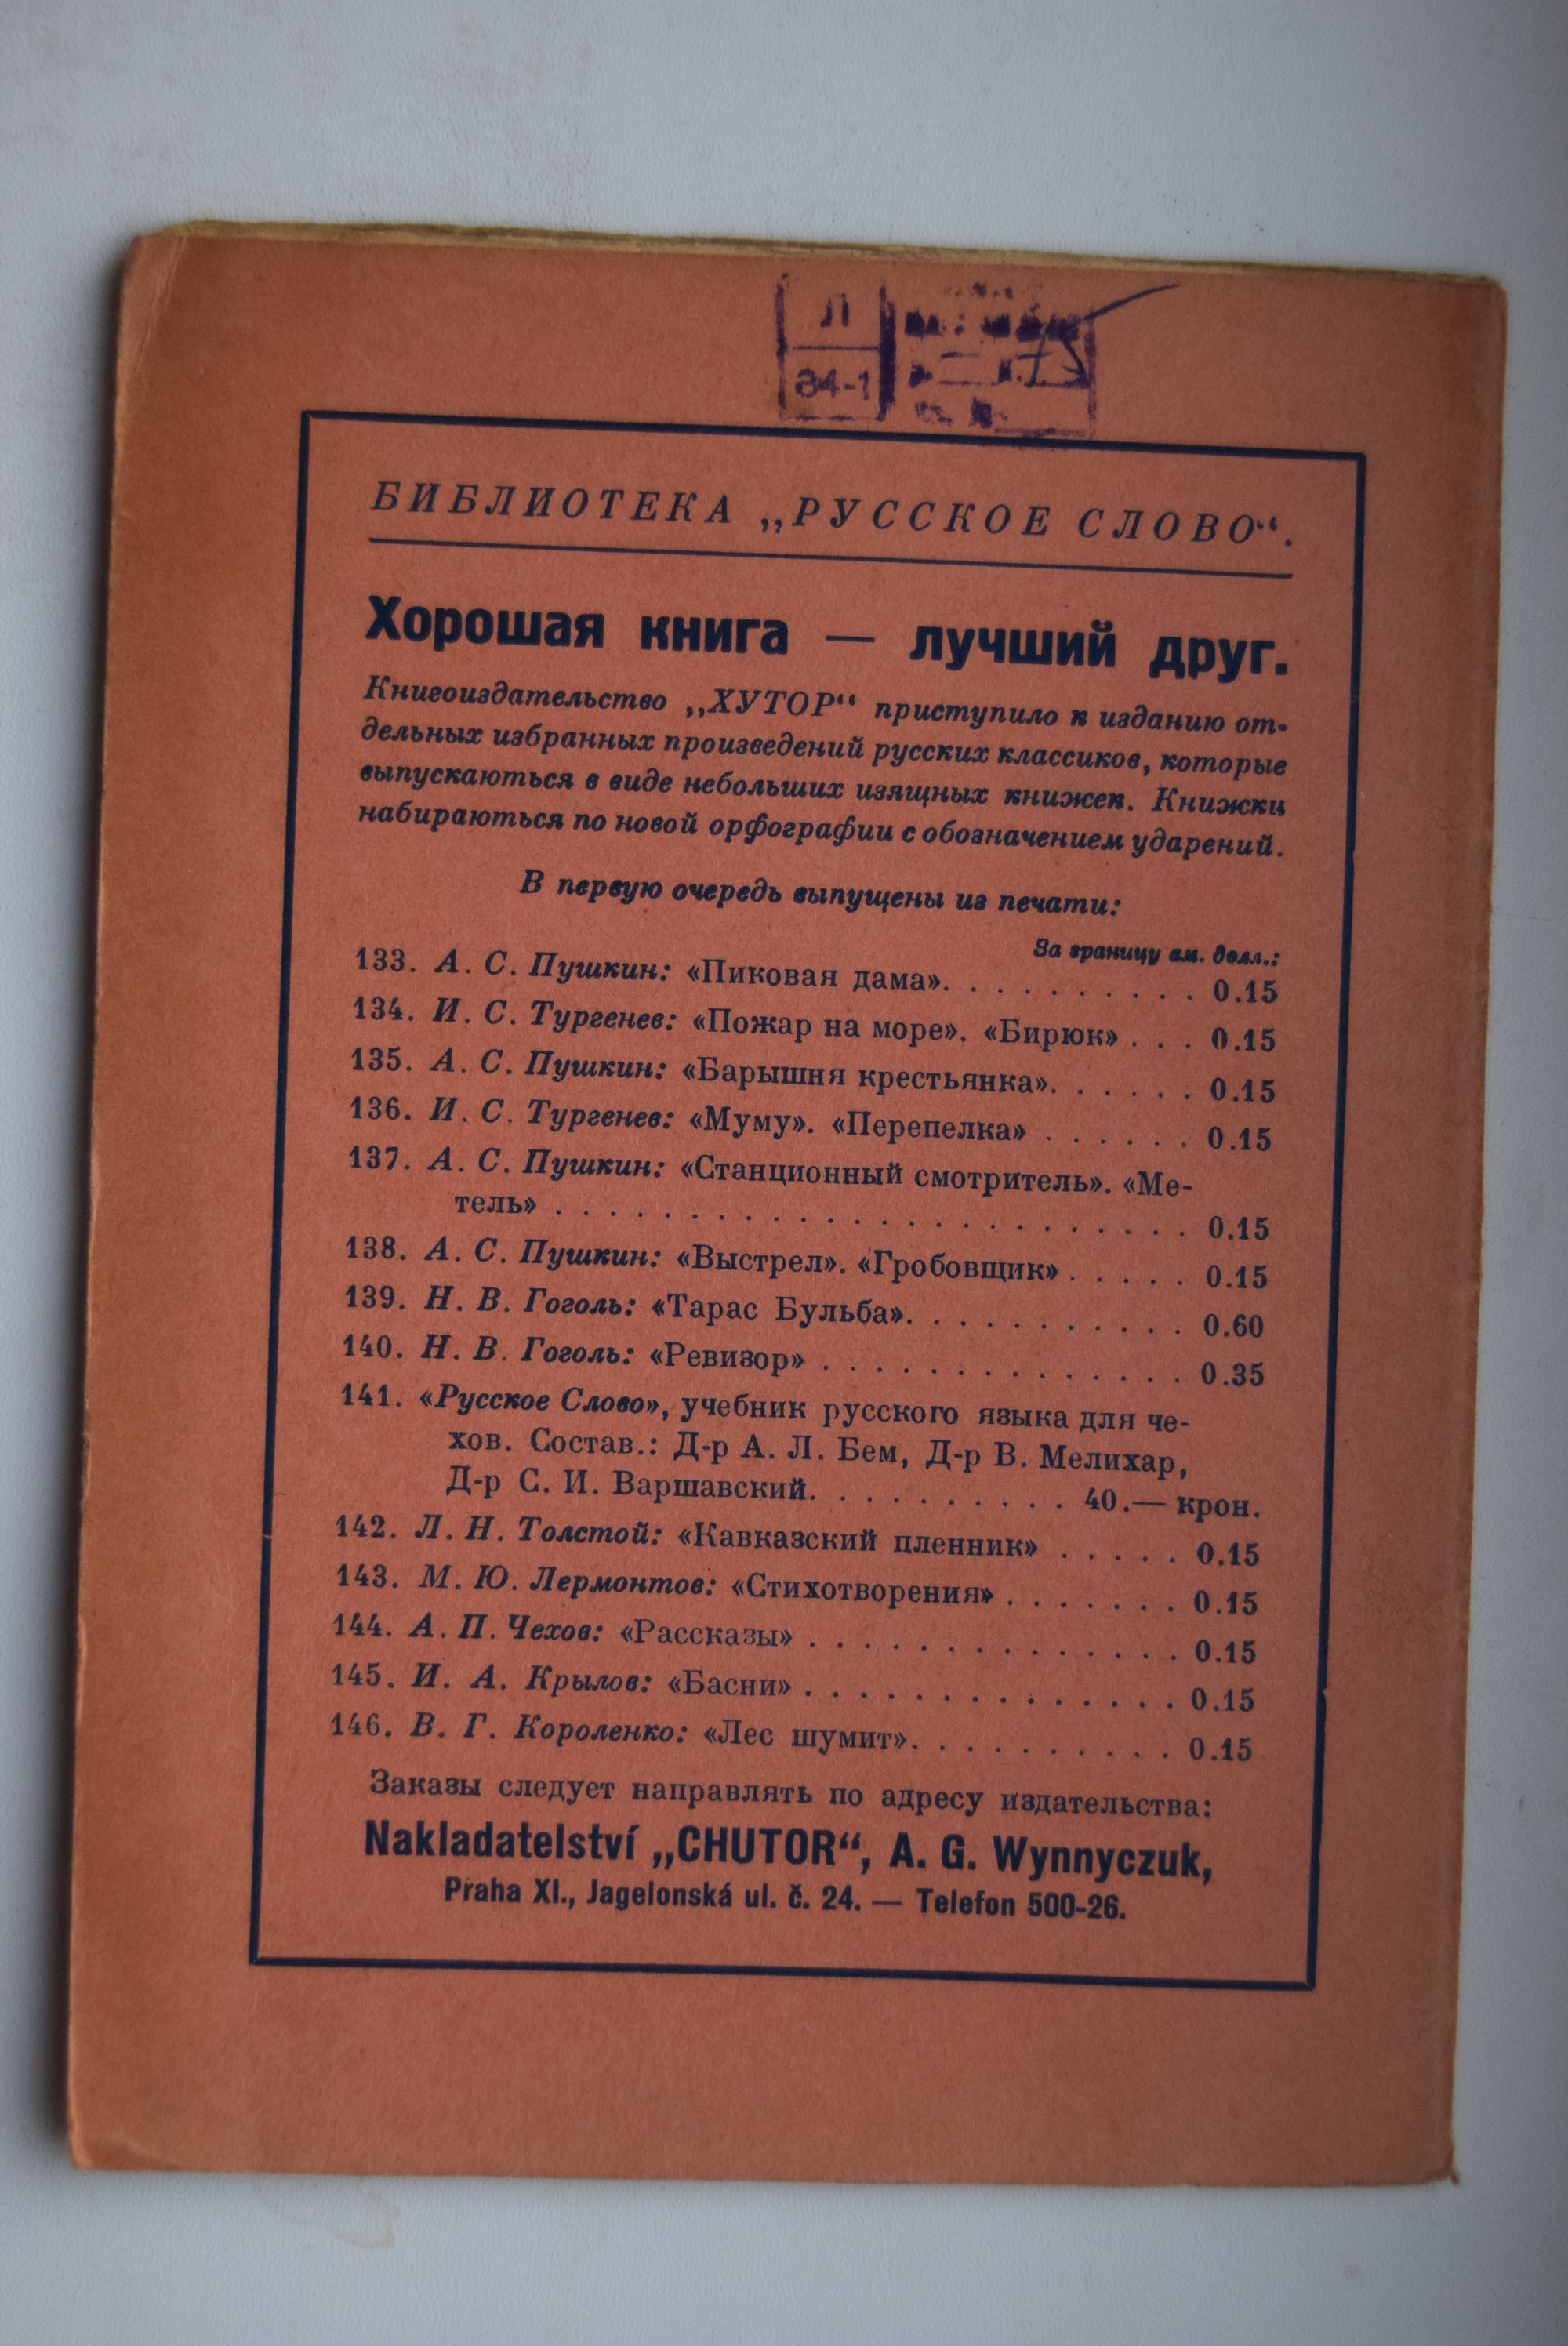 Л
34-1
БИБЛИОТЕКА „РУССКОЕ СЛОВО“.
Хорошая книга — лучший друг.
Книгоиздательство „ХУТОР“ приступило к изданию от-
дельных избранных произведений русских классиков, которые
выпускаються в виде небольших изящных книжек. Книжки
набираються по новой орфографии с обозначением ударений.
В первую очередь выпущены из печати:
За границу ам. долл.:
133. А. С. Пушкин: «Пиковая дама». . . . . . . . . . 0.15
134. И. С. Тургенев: «Пожар на море». «Бирюк» . . . 0.15
135. А. С. Пушкин: «Барышня крестьянка». . . . . . 0.15
136. И. С. Тургенев: «Муму». «Перепелка» . . . . . . 0.15
137. А. С. Пушкин: «Станционный смотритель». «Ме-
тель» . . . . . . . . . . . . . . . . . . . . . . . . 0.15
138. А. С. Пушкин: «Выстрел». «Гробовщик» . . . . . 0.15
139. Н. В. Гоголь: «Тарас Бульба». . . . . . . . . . . 0.60
140. Н. В. Гоголь: «Ревизор» . . . . . . . . . . . . . . 0.35
141. «Русское Слово», учебник русского языка для че-
хов. Состав.: Д-р А. Л. Бем, Д-р В. Мелихар,
Д-р С. И. Варшавский. . . . . . . . . . 40.— крон.
142. Л. Н. Толстой: «Кавказский пленник» . . . . . 0.15
143. М. Ю. Лермонтов: «Стихотворения» . . . . . . . 0.15
144. А. П. Чехов: «Рассказы» . . . . . . . . . . . . . . 0.15
145. И. А. Крылов: «Басни» . . . . . . . . . . . . . . 0.15
146. В. Г. Короленко: «Лес шумит». . . . . . . . . . 0.15
Заказы следует направлять по адресу издательства:
Nakladatelství „CHUTOR“, A. G. Wynnyczuk,
Praha XI., Jagelonská ul. č. 24. — Telefon 500-26.